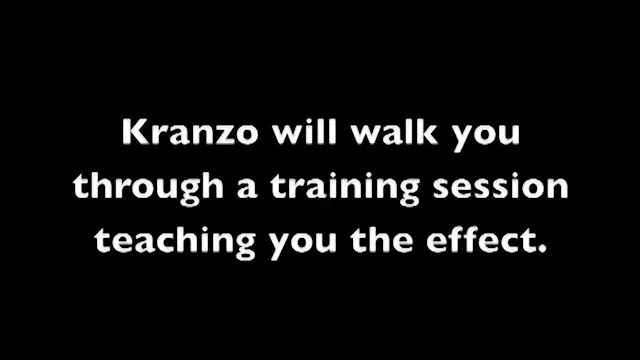 Kranzo will walk you
through a training session
teaching you the effect.